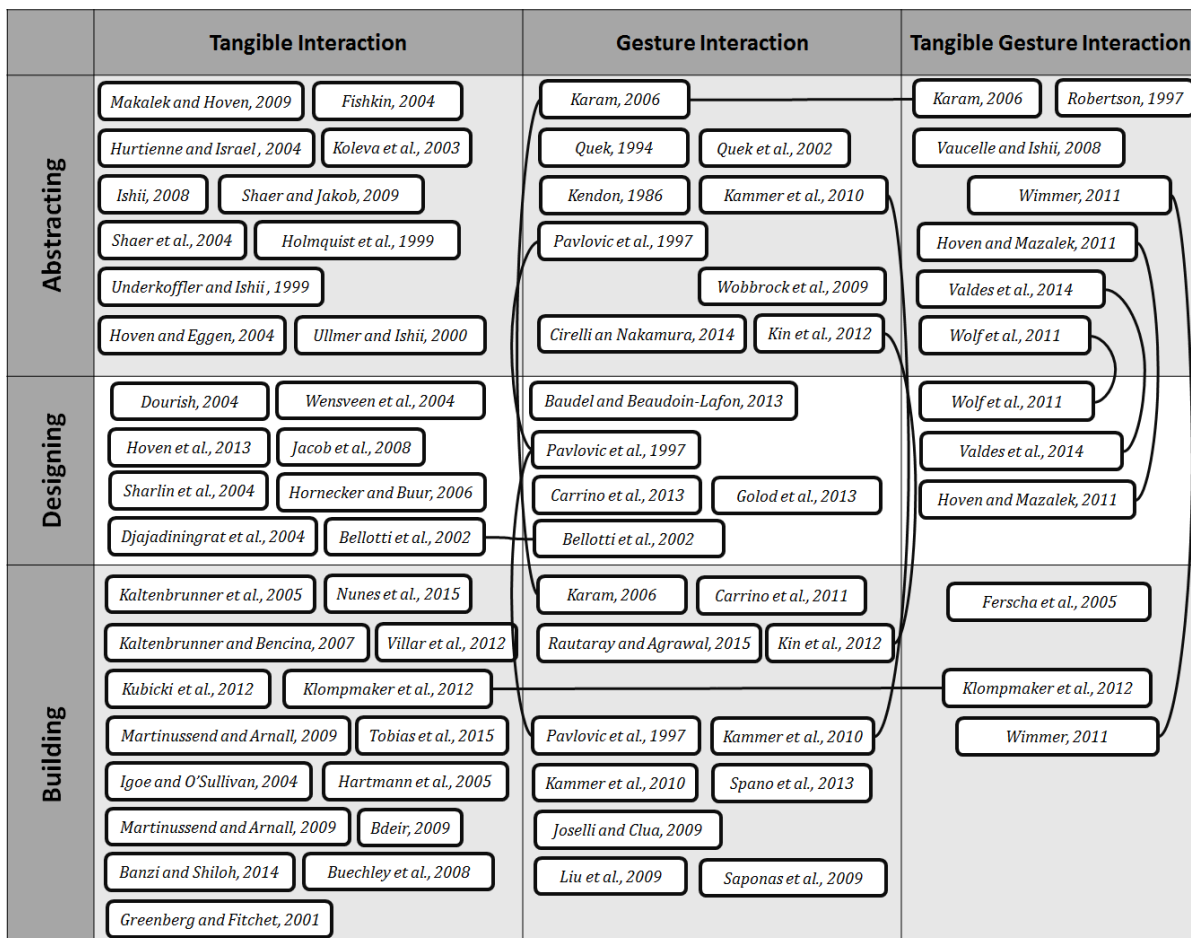 Tangible Interaction Gesture Interaction Tangible Gesture Interaction
Abstracting
Makalek and Hoven, 2009 Fishkin, 2004 Karam, 2006 Karam, 2006 Robertson, 1997
Hurtienne and Israel , 2004 Koleva et al., 2003 Quek, 1994 Quek et al., 2002 Vaucelle and Ishii, 2008
Ishii, 2008 Shaer and Jakob, 2009 Kendon, 1986 Kammer et al., 2010 Wimmer, 2011
Shaer et al., 2004 Holmquist et al., 1999 Pavlovic et al., 1997 Hoven and Mazalek, 2011
Underkoffler and Ishii , 1999 Wobbrock et al., 2009 Valdes et al., 2014
Hoven and Eggen, 2004 Ullmer and Ishii, 2000 Cirelli an Nakamura, 2014 Kin et al., 2012 Wolf et al., 2011
Designing
Dourish, 2004 Wensveen et al., 2004 Baudel and Beaudoin-Lafon, 2013 Wolf et al., 2011
Hoven et al., 2013 Jacob et al., 2008 Pavlovic et al., 1997 Valdes et al., 2014
Sharlin et al., 2004 Hornecker and Buur, 2006 Carrino et al., 2013 Golod et al., 2013 Hoven and Mazalek, 2011
Djajadiningrat et al., 2004 Bellotti et al., 2002 Bellotti et al., 2002
Building
Kaltenbrunner et al., 2005 Nunes et al., 2015 Karam, 2006 Carrino et al., 2011 Ferscha et al., 2005
Kaltenbrunner and Bencina, 2007 Villar et al., 2012 Rautaray and Agrawal, 2015 Kin et al., 2012
Kubicki et al., 2012 Klompmaker et al., 2012 Klompmaker et al., 2012
Martinussend and Arnall, 2009 Tobias et al., 2015 Pavlovic et al., 1997 Kammer et al., 2010 Wimmer, 2011
Igoe and O’Sullivan, 2004 Hartmann et al., 2005 Kammer et al., 2010 Spano et al., 2013
Martinussend and Arnall, 2009 Bdeir, 2009 Joselli and Clua, 2009
Banzi and Shiloh, 2014 Buechley et al., 2008 Liu et al., 2009 Saponas et al., 2009
Greenberg and Fitchet, 2001